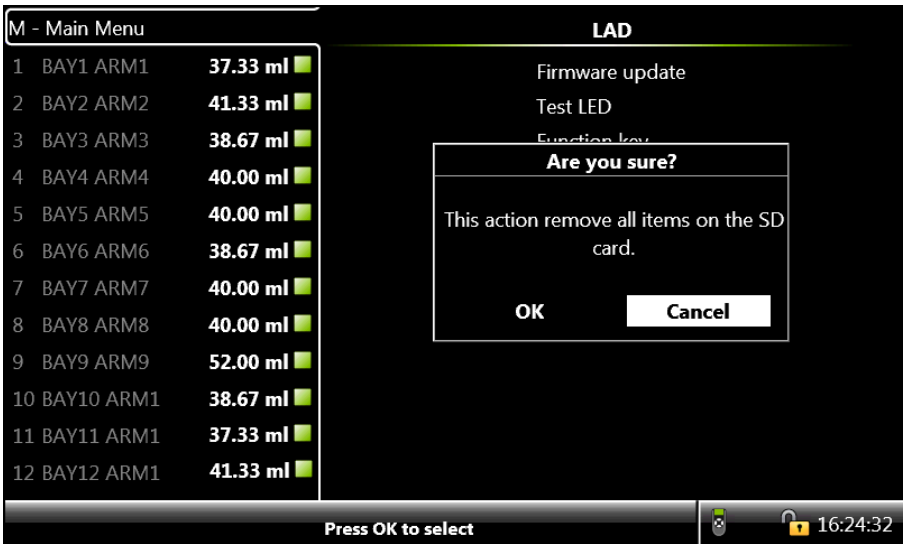 M - Main Menu
1 BAY1 ARM1 37.33 ml
2 BAY2 ARM2 41.33 ml
3 BAY3 ARM3 38.67 ml
4 BAY4 ARM4 40.00 ml
5 BAY5 ARM5 40.00 ml
6 BAY6 ARM6 38.67 ml
7 BAY7 ARM7 40.00 ml
8 BAY8 ARM8 40.00 ml
9 BAY9 ARM9 52.00 ml
10 BAY10 ARM1 38.67 ml
11 BAY11 ARM1 37.33 ml
12 BAY12 ARM1 41.33 ml
LAD
Firmware update
Test LED
Function key
Are you sure?
This action remove all items on the SD
card.
OK Cancel
Press OK to select
16:24:32